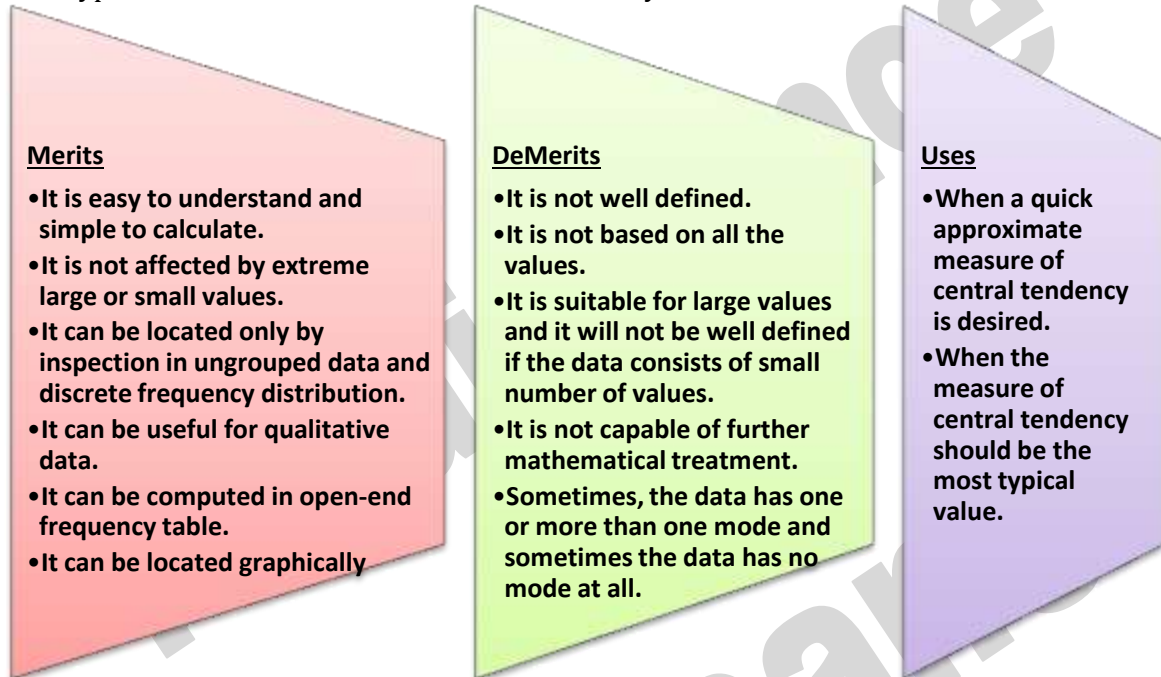 Merits
•It is easy to understand and
simple to calculate.
•It is not affected by extreme
large or small values.
•It can be located only by
inspection in ungrouped data and
discrete frequency distribution.
•It can be useful for qualitative
data.
•It can be computed in open-end
frequency table.
•It can be located graphically
DeMerits
•It is not well defined.
•It is not based on all the
values.
•It is suitable for large values
and it will not be well defined
if the data consists of small
number of values.
•It is not capable of further
mathematical treatment.
•Sometimes, the data has one
or more than one mode and
sometimes the data has no
mode at all.
Uses
•When a quick
approximate
measure of
central tendency
is desired.
•When the
measure of
central tendency
should be the
most typical
value.